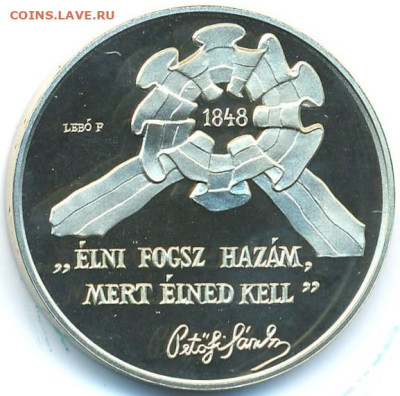 COINS.LAVE.RU
1848
LEBÓ F
„ÉLNI FOGSZ HAZÁM,
MERT ÉLNED KELL”
Petőfi Sándor